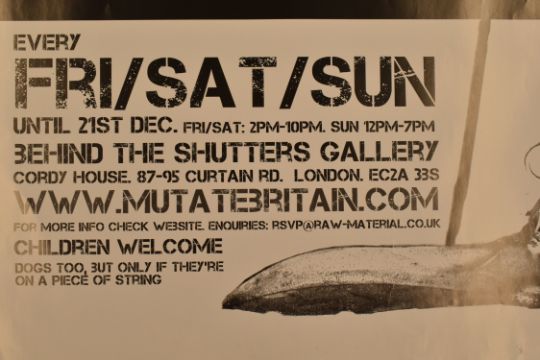 EVERY
FRI/SAT/SUN
UNTIL 21ST DEC. FRI/SAT: 2PM-10PM. SUN 12PM-7PM
BEHIND THE SHUTTERS GALLERY
CORDY HOUSE. 87-95 CURTAIN RD. LONDON. EC2A 3BS
WWW.MUTATEBRITAIN.COM
FOR MORE INFO CHECK WEBSITE. ENQUIRIES: RSVP@RAW-MATERIAL.CO.UK
CHILDREN WELCOME
DOGS TOO, BUT ONLY IF THEY'RE
ON A PIECE OF STRING